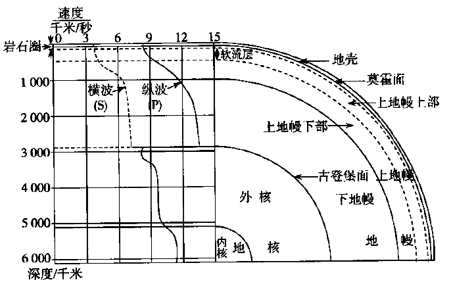 速度
千米/秒
岩石圈 0 3 6 9 12 15
软流层
地壳
莫霍面
上地幔上部
横波 (S)
纵波 (P)
上地幔下部
1 000
2 000
3 000
4 000
5 000
6 000
古登堡面
上地幔
下地幔
外核
内核
地核
地幔
深度/千米